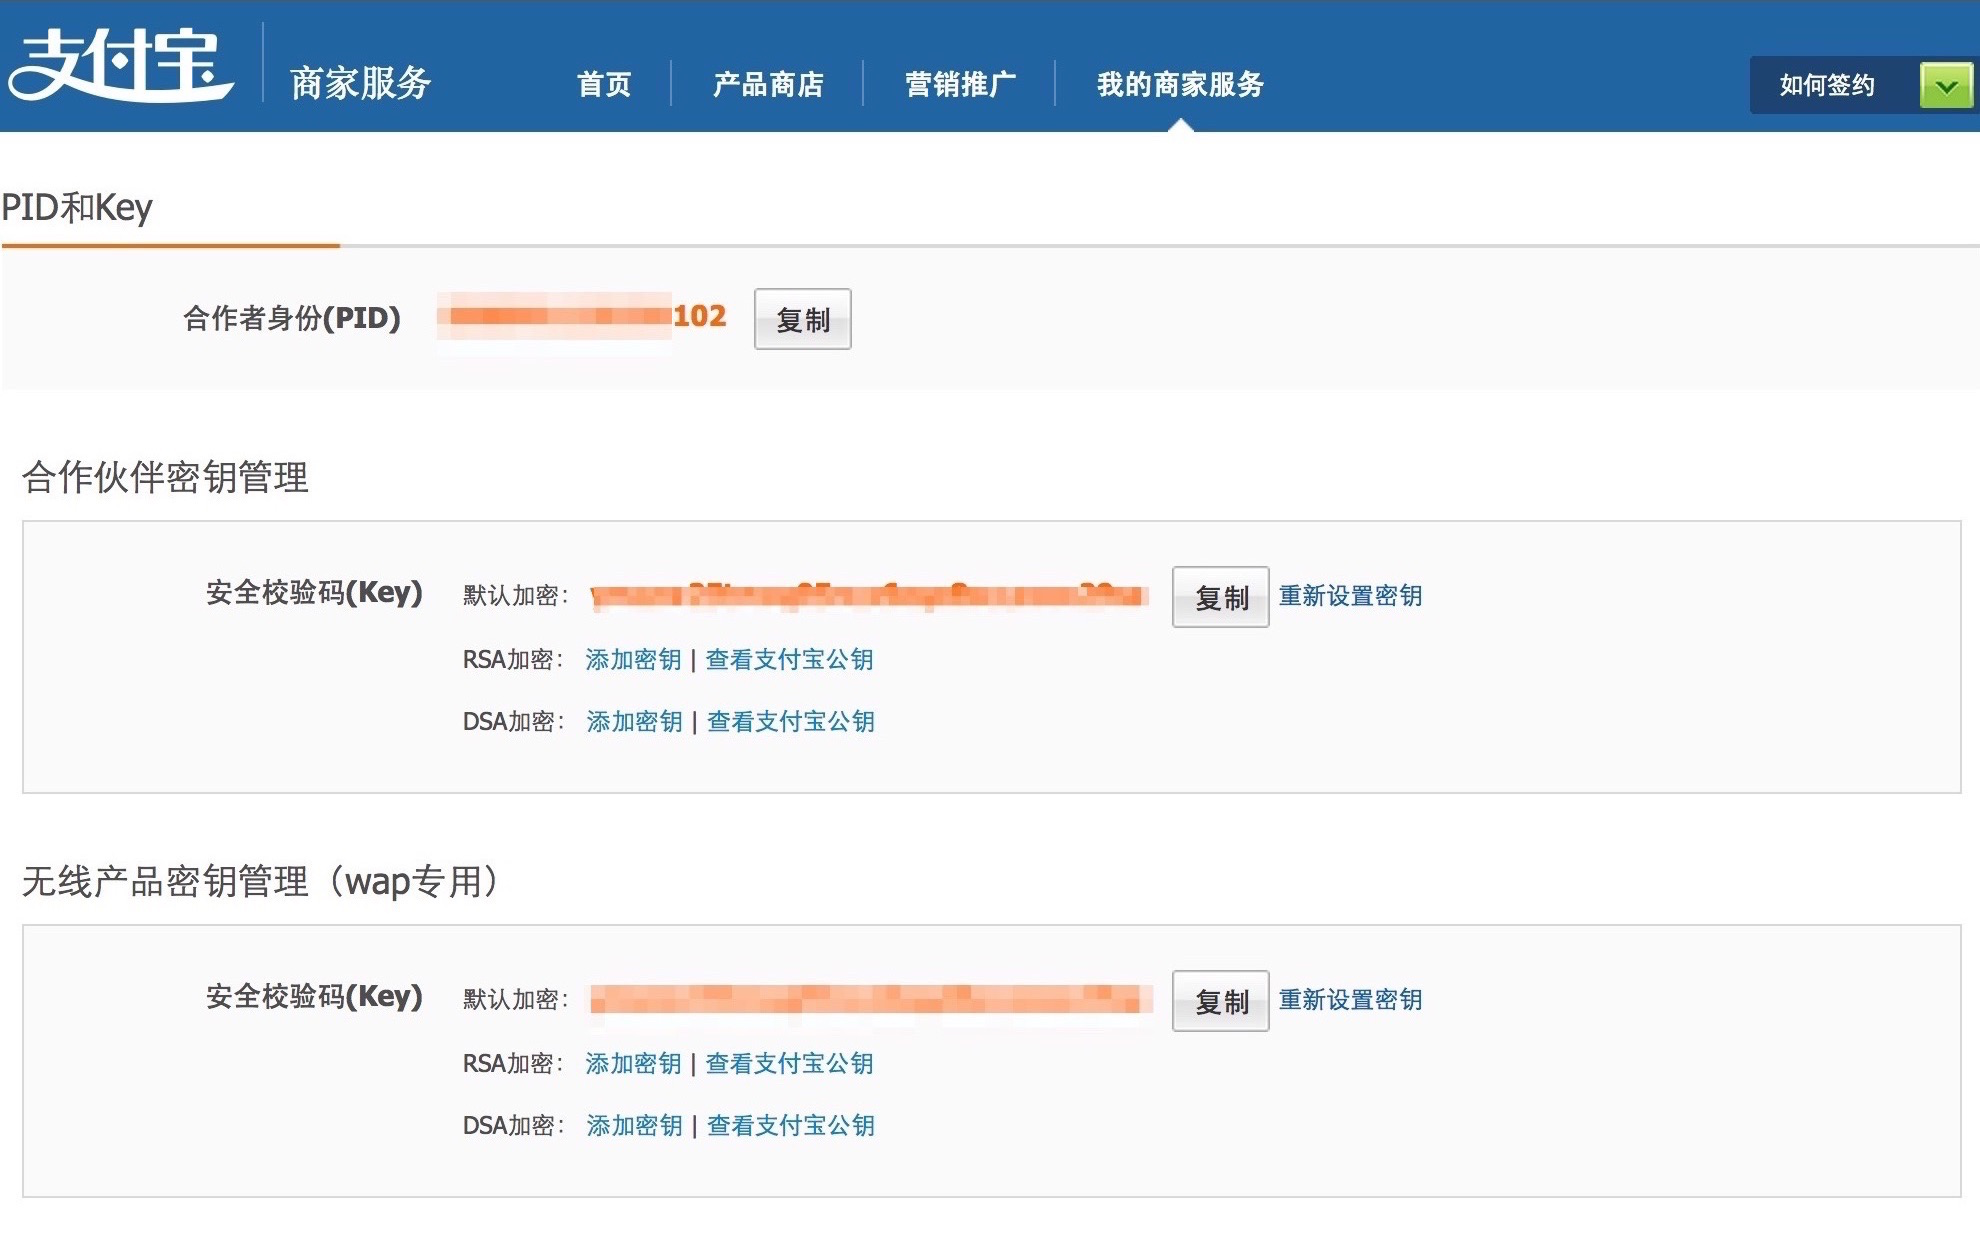 支付宝 商家服务 首页 产品商店 营销推广 我的商家服务 如何签约
PID和Key
合作者身份(PID) 102 复制
合作伙伴密钥管理
安全校验码(Key) 默认加密： 复制 重新设置密钥
RSA加密： 添加密钥 | 查看支付宝公钥
DSA加密： 添加密钥 | 查看支付宝公钥
无线产品密钥管理（wap专用）
安全校验码(Key) 默认加密： 复制 重新设置密钥
RSA加密： 添加密钥 | 查看支付宝公钥
DSA加密： 添加密钥 | 查看支付宝公钥